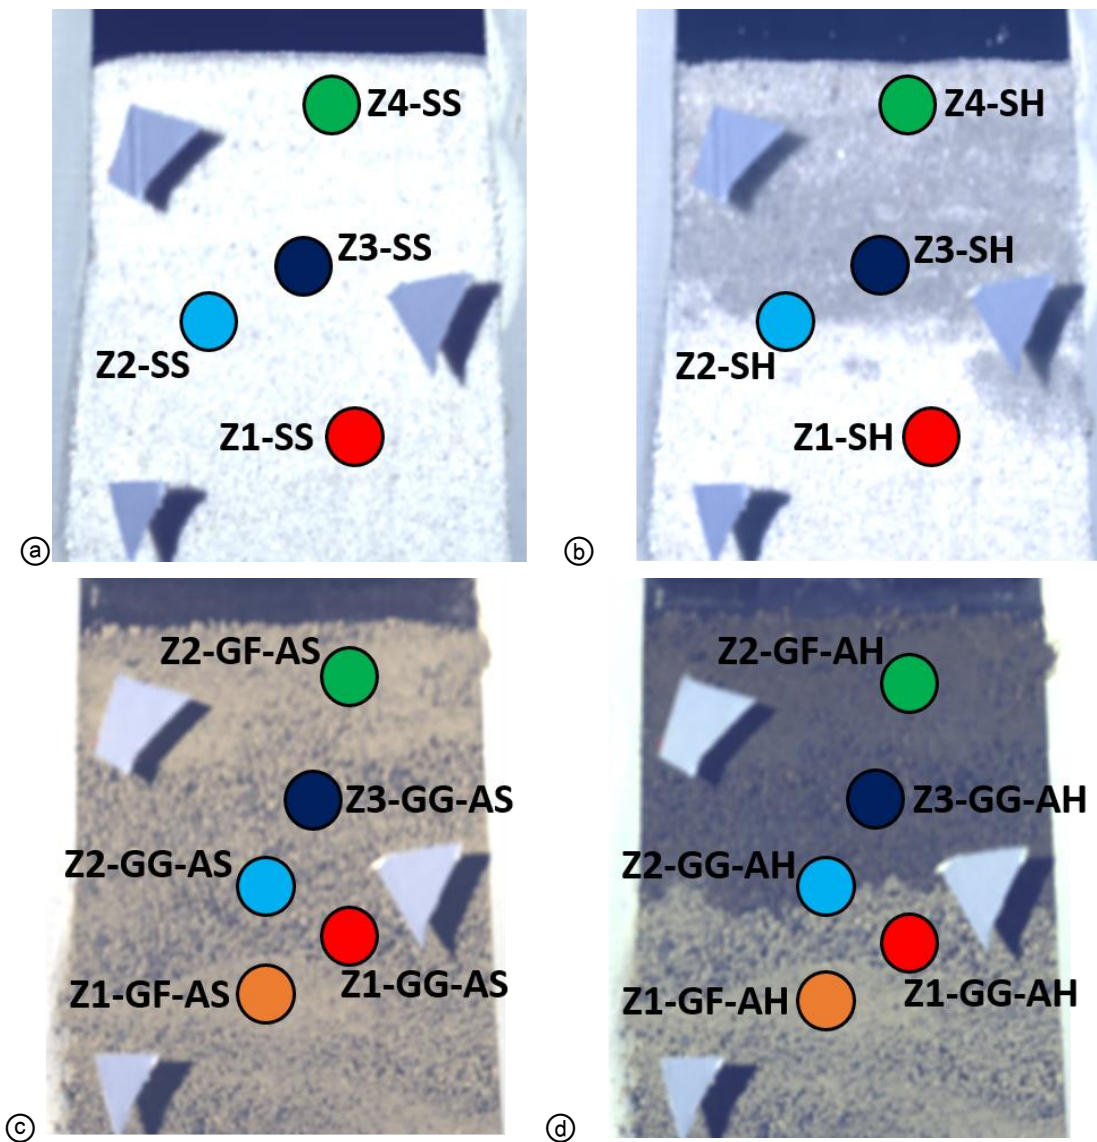 Z4-SS
Z3-SS
Z2-SS
Z1-SS
a
Z4-SH
Z3-SH
Z2-SH
Z1-SH
b
Z2-GF-AS
Z3-GG-AS
Z2-GG-AS
Z1-GG-AS
Z1-GF-AS
c
Z2-GF-AH
Z3-GG-AH
Z2-GG-AH
Z1-GG-AH
Z1-GF-AH
d